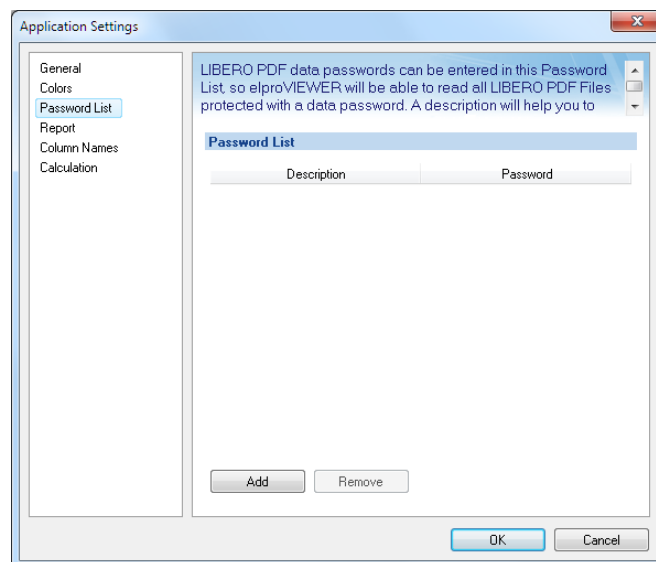 Application Settings
General
Colors
Password List
Report
Column Names
Calculation
LIBERO PDF data passwords can be entered in this Password
List, so elproVIEWER will be able to read all LIBERO PDF Files
protected with a data password. A description will help you to
Password List
Description Password
Add Remove
OK Cancel